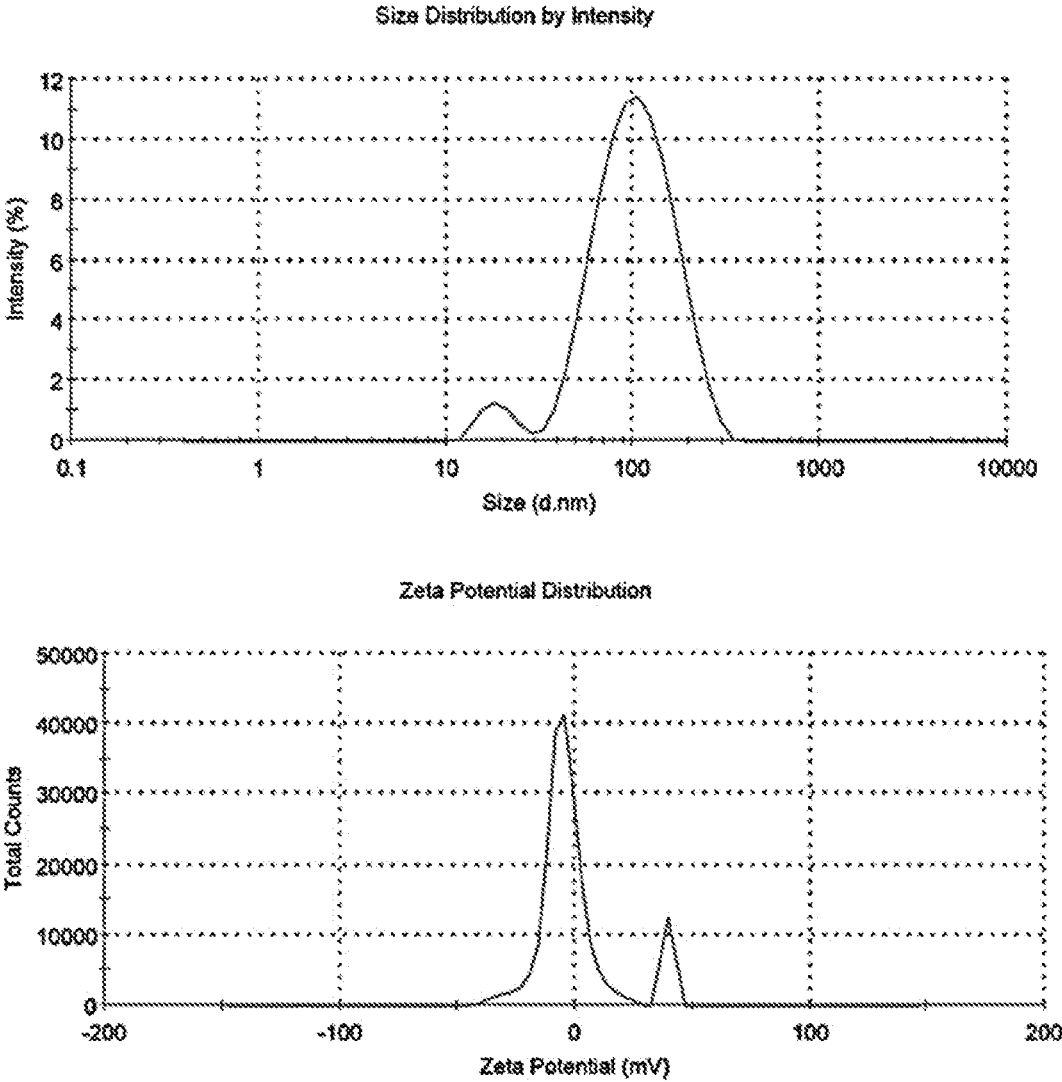 Size Distribution by Intensity
12
10
8
6
4
2
0
Intensity (%)
0.1 1 10 100 1000 10000
Size (d.nm)
Zeta Potential Distribution
50000
40000
30000
20000
10000
0
Total Counts
-200 -100 0 100 200
Zeta Potential (mV)